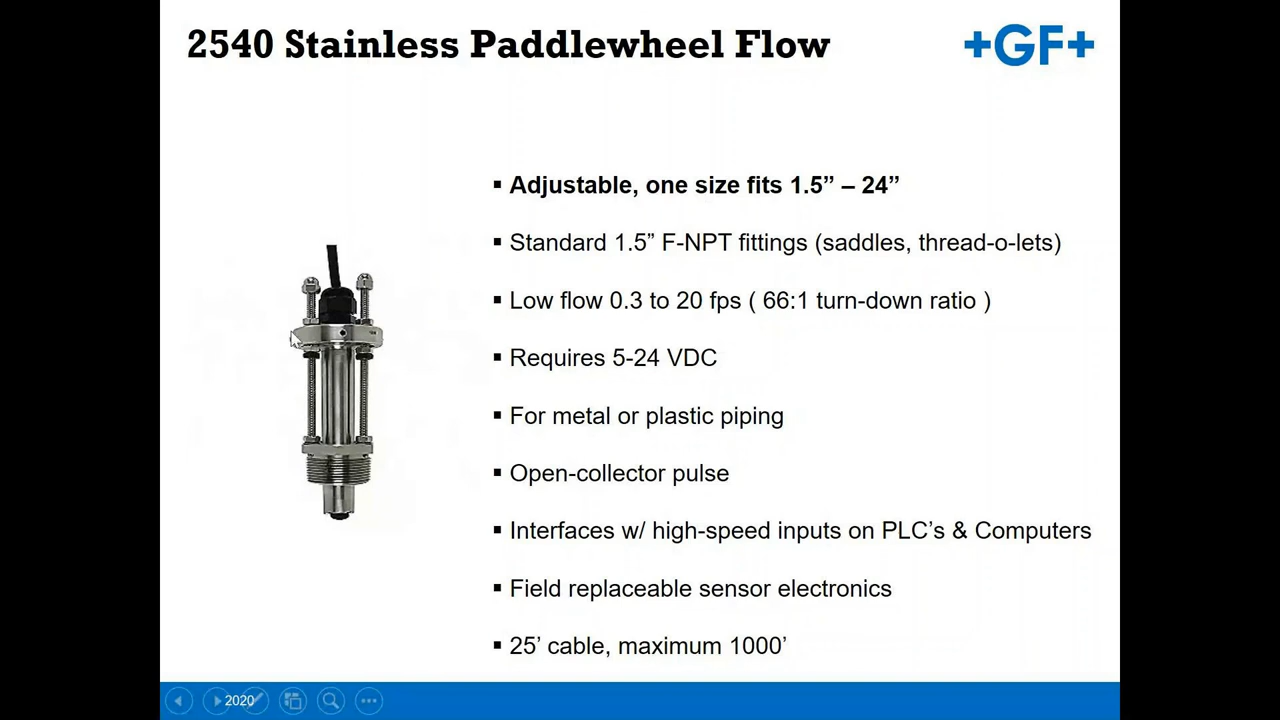 2540 Stainless Paddlewheel Flow
+GF+
▪ Adjustable, one size fits 1.5” – 24”
▪ Standard 1.5” F-NPT fittings (saddles, thread-o-lets)
▪ Low flow 0.3 to 20 fps ( 66:1 turn-down ratio )
▪ Requires 5-24 VDC
▪ For metal or plastic piping
▪ Open-collector pulse
▪ Interfaces w/ high-speed inputs on PLC’s & Computers
▪ Field replaceable sensor electronics
▪ 25’ cable, maximum 1000’
2020